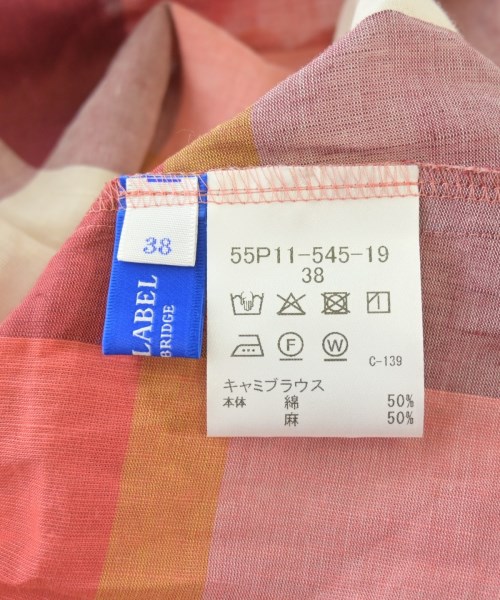 38
LABEL
BRIDGE
55P11-545-19
38
F
W
C-139
キャミブラウス
本体 綿 50%
麻 50%